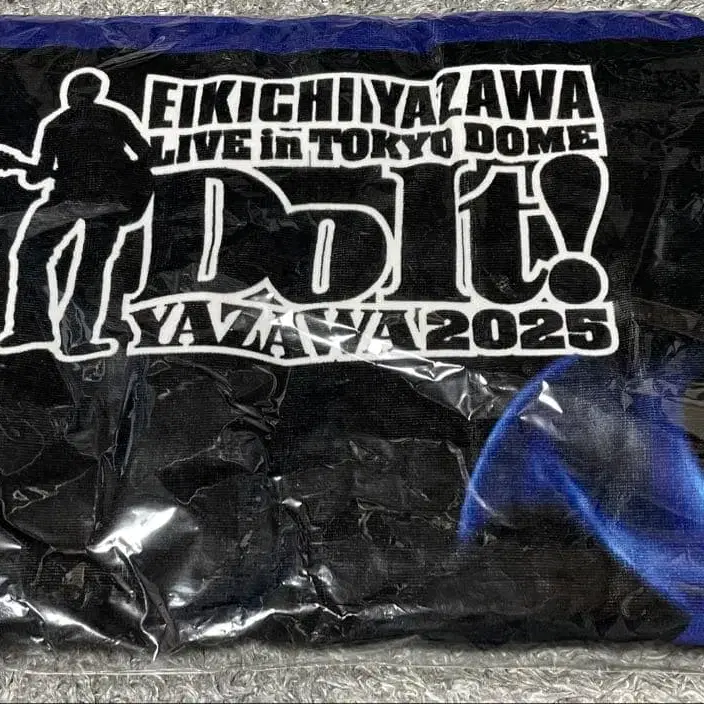 EIKICHI YAZAWA
LIVE in TOKYO DOME
Do It!
YAZAWA 2025